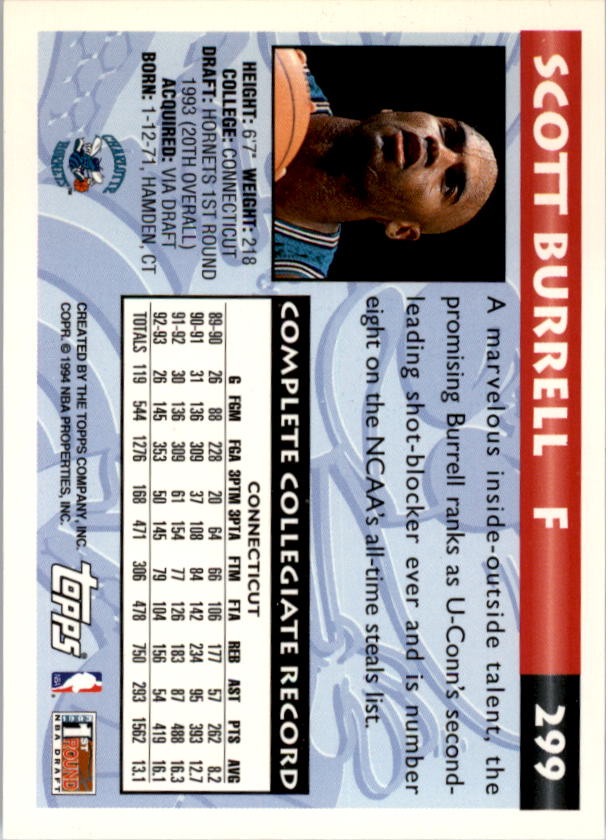 SCOTT BURRELL F 299
A marvelous inside-outside talent, the
promising Burrell ranks as U-Conn's second-
leading shot-blocker ever and is number
eight on the NCAA's all-time steals list.
HEIGHT: 6'7" WEIGHT: 218
COLLEGE: CONNECTICUT
DRAFT: HORNETS 1ST ROUND
1993 (20TH OVERALL)
ACQUIRED: VIA DRAFT
BORN: 1-12-71, HAMDEN, CT
CHARLOTTE
HORNETS
COMPLETE COLLEGIATE RECORD
CONNECTICUT
G FGM FGA 3PTM 3PTA FTM FTA REB AST PTS AVG
89-90 26 88 228 20 64 66 106 177 57 262 8.2
90-91 31 136 309 37 108 84 142 234 95 393 12.7
91-92 30 136 309 61 154 77 126 183 87 488 16.3
92-93 26 145 353 50 145 79 104 156 54 419 16.1
TOTALS 119 544 1276 168 471 306 478 750 293 1562 13.1
CREATED BY THE TOPPS COMPANY, INC.
COPR. © 1994 NBA PROPERTIES, INC.
Topps®
NBA
1ST
ROUND
NBA DRAFT